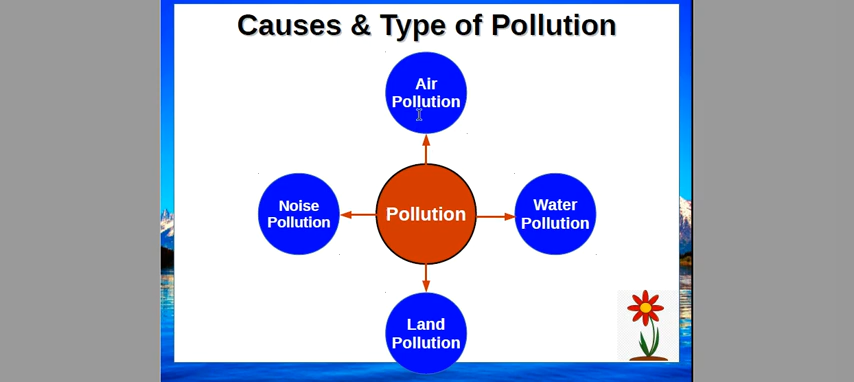 Causes & Type of Pollution
Air
Pollution
Noise
Pollution
Pollution
Water
Pollution
Land
Pollution